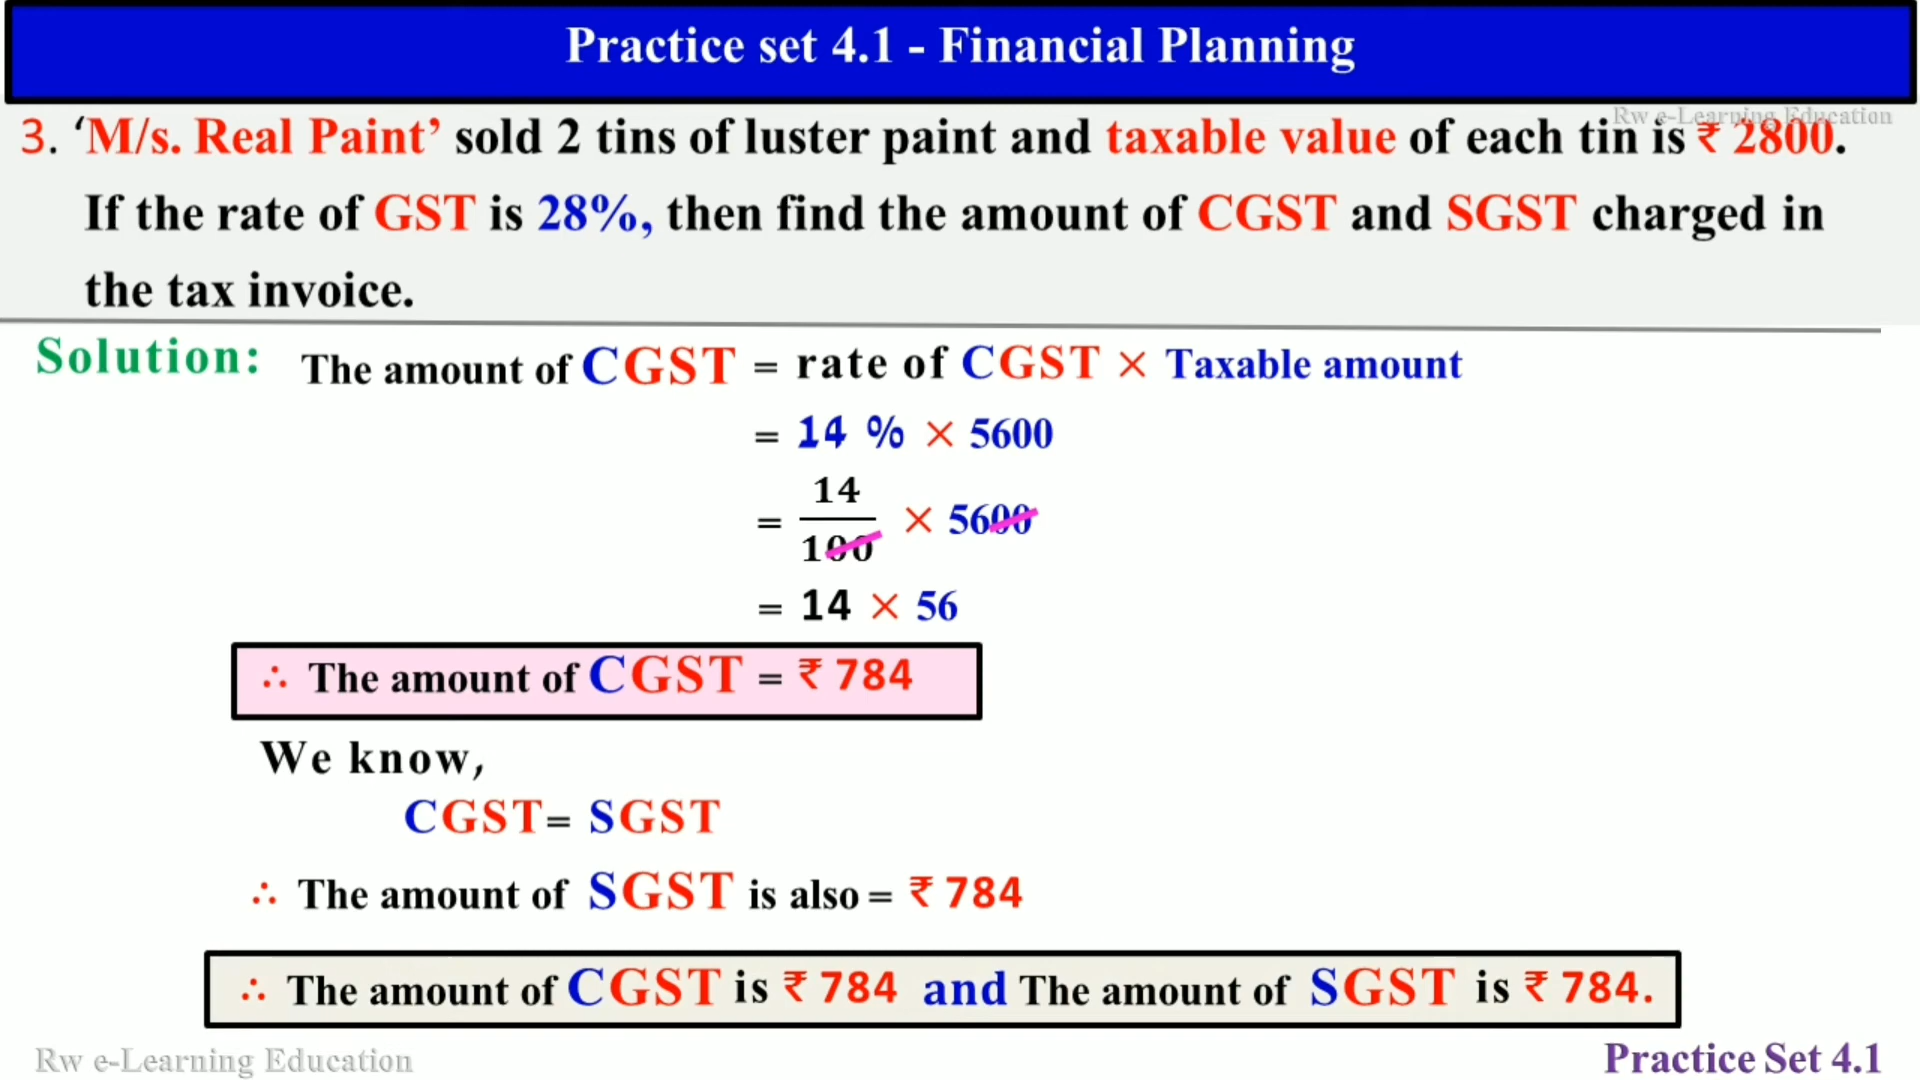 Practice set 4.1 - Financial Planning
Rw e-Learning Education
3. ‘M/s. Real Paint’ sold 2 tins of luster paint and taxable value of each tin is ₹ 2800.
If the rate of GST is 28%, then find the amount of CGST and SGST charged in
the tax invoice.
Solution: The amount of CGST = rate of CGST × Taxable amount
= 14 % × 5600
= 14/100 × 5600
= 14 × 56
∴ The amount of CGST = ₹ 784
We know,
CGST= SGST
∴ The amount of SGST is also = ₹ 784
∴ The amount of CGST is ₹ 784 and The amount of SGST is ₹ 784.
Rw e-Learning Education
Practice Set 4.1